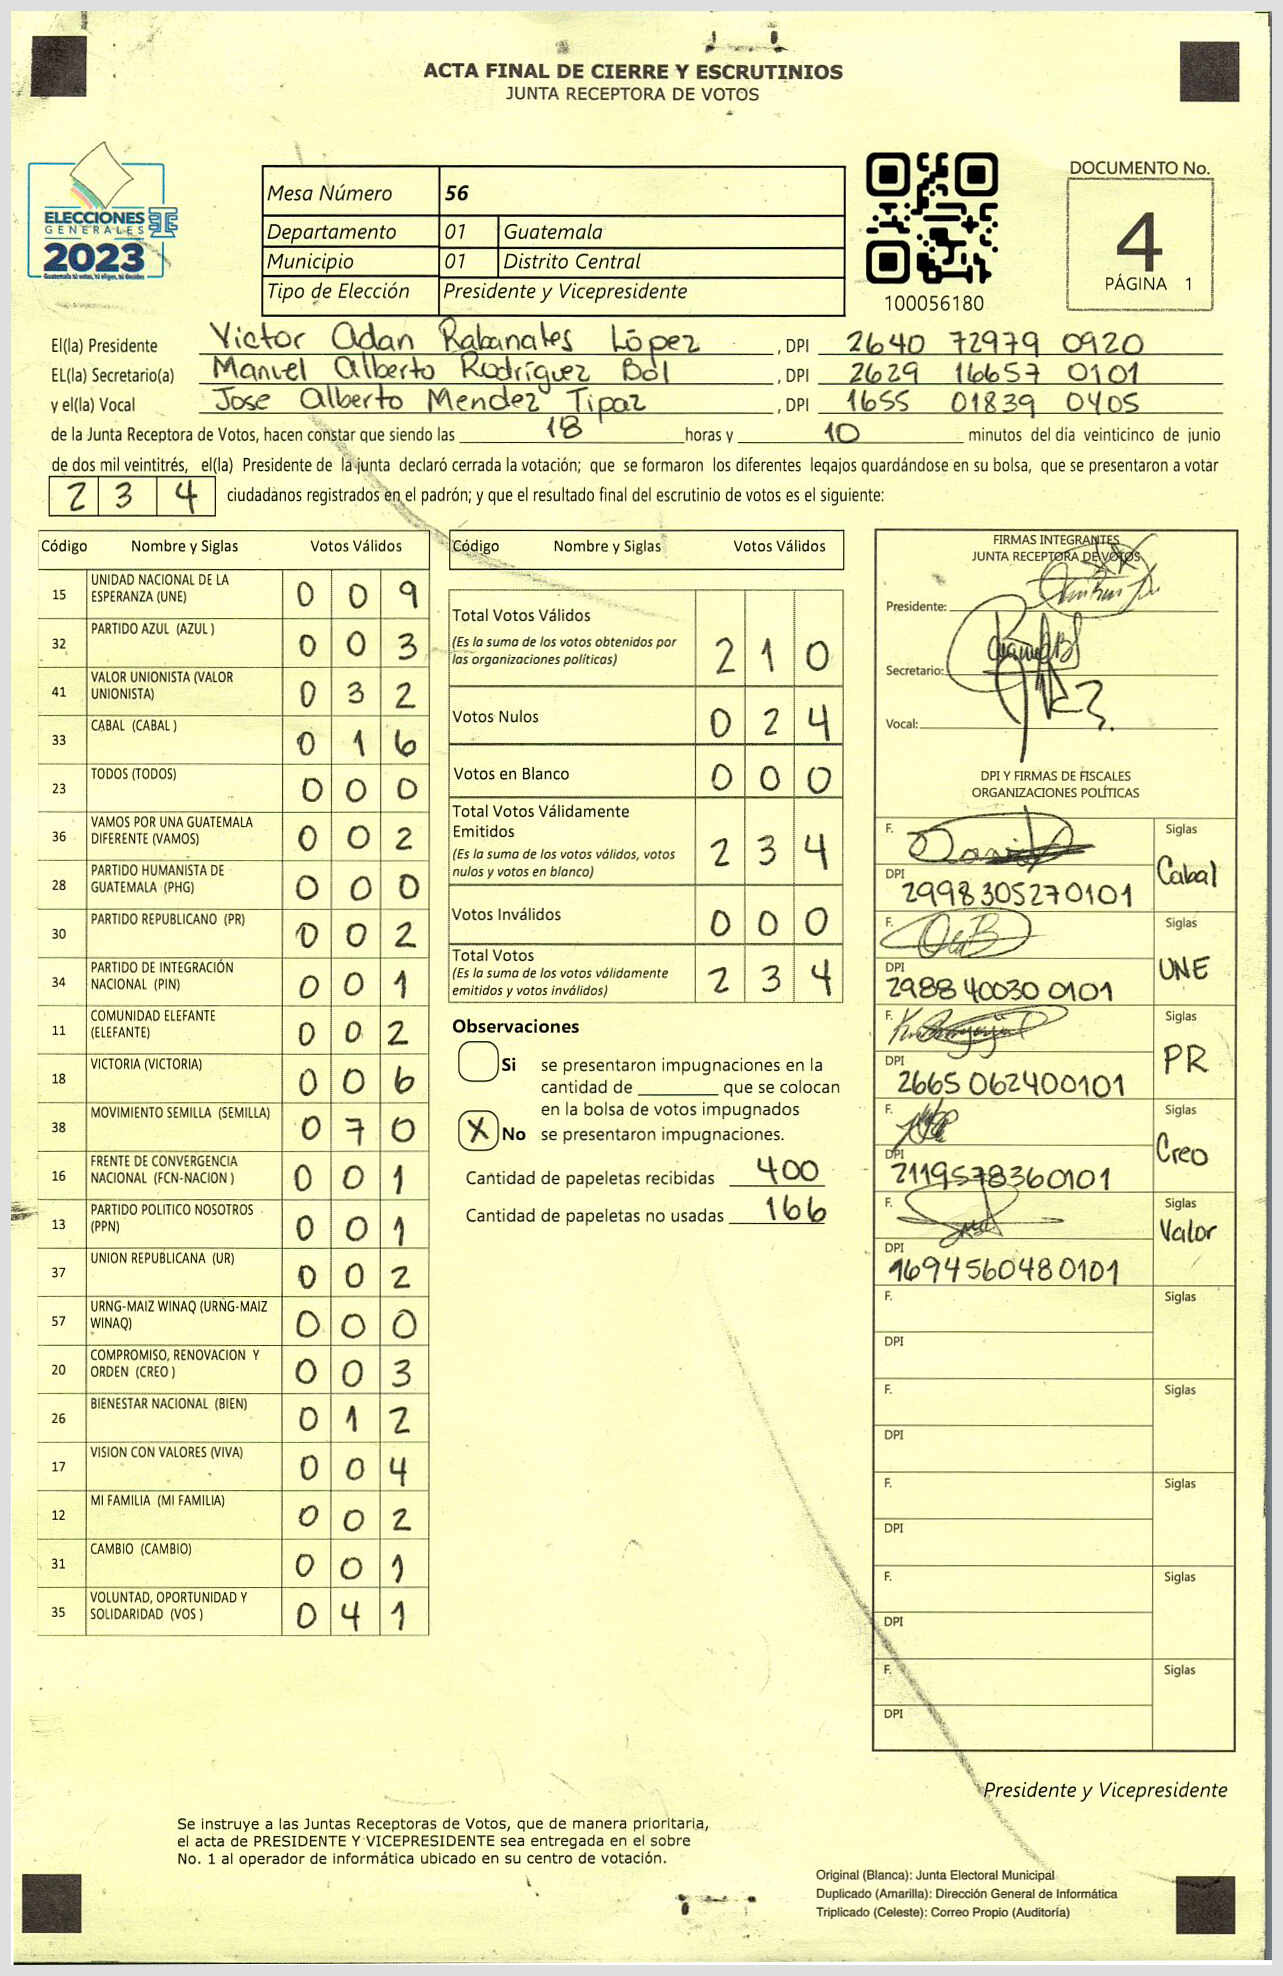 ACTA FINAL DE CIERRE Y ESCRUTINIOS
JUNTA RECEPTORA DE VOTOS
ELECCIONES
GENERALES
2023
Guatemala tú votas, tú eliges, tú decides
Mesa Número 56
Departamento 01 Guatemala
Municipio 01 Distrito Central
Tipo de Elección Presidente y Vicepresidente
100056180
DOCUMENTO No.
4
PÁGINA 1
El(la) Presidente Victor Adan Rabanales López , DPI 2640 72979 0920
EL(la) Secretario(a) Manuel Alberto Rodríguez Bol , DPI 2629 16657 0101
y el(la) Vocal Jose Alberto Mendez Tipaz , DPI 1655 01839 0405
de la Junta Receptora de Votos, hacen constar que siendo las 18 horas y 10 minutos del día veinticinco de junio
de dos mil veintitrés, el(la) Presidente de la junta declaró cerrada la votación; que se formaron los diferentes legajos guardándose en su bolsa, que se presentaron a votar
2 3 4 ciudadanos registrados en el padrón; y que el resultado final del escrutinio de votos es el siguiente:
Código Nombre y Siglas Votos Válidos
15 UNIDAD NACIONAL DE LA ESPERANZA (UNE) 0 0 9
32 PARTIDO AZUL (AZUL ) 0 0 3
41 VALOR UNIONISTA (VALOR UNIONISTA) 0 3 2
33 CABAL (CABAL ) 0 1 6
23 TODOS (TODOS) 0 0 0
36 VAMOS POR UNA GUATEMALA DIFERENTE (VAMOS) 0 0 2
28 PARTIDO HUMANISTA DE GUATEMALA (PHG) 0 0 0
30 PARTIDO REPUBLICANO (PR) 0 0 2
34 PARTIDO DE INTEGRACIÓN NACIONAL (PIN) 0 0 1
11 COMUNIDAD ELEFANTE (ELEFANTE) 0 0 2
18 VICTORIA (VICTORIA) 0 0 6
38 MOVIMIENTO SEMILLA (SEMILLA) 0 7 0
16 FRENTE DE CONVERGENCIA NACIONAL (FCN-NACION ) 0 0 1
13 PARTIDO POLITICO NOSOTROS (PPN) 0 0 1
37 UNION REPUBLICANA (UR) 0 0 2
57 URNG-MAIZ WINAQ (URNG-MAIZ WINAQ) 0 0 0
20 COMPROMISO, RENOVACION Y ORDEN (CREO ) 0 0 3
26 BIENESTAR NACIONAL (BIEN) 0 1 2
17 VISION CON VALORES (VIVA) 0 0 4
12 MI FAMILIA (MI FAMILIA) 0 0 2
31 CAMBIO (CAMBIO) 0 0 1
35 VOLUNTAD, OPORTUNIDAD Y SOLIDARIDAD (VOS ) 0 4 1
Código Nombre y Siglas Votos Válidos
Total Votos Válidos
(Es la suma de los votos obtenidos por
las organizaciones políticas) 2 1 0
Votos Nulos 0 2 4
Votos en Blanco 0 0 0
Total Votos Válidamente
Emitidos
(Es la suma de los votos válidos, votos
nulos y votos en blanco) 2 3 4
Votos Inválidos 0 0 0
Total Votos
(Es la suma de los votos válidamente
emitidos y votos inválidos) 2 3 4
Observaciones
Si se presentaron impugnaciones en la
cantidad de ________ que se colocan
en la bolsa de votos impugnados
X No se presentaron impugnaciones.
Cantidad de papeletas recibidas 400
Cantidad de papeletas no usadas 166
FIRMAS INTEGRANTES
JUNTA RECEPTORA DE VOTOS
Presidente:
Secretario:
Vocal:
DPI Y FIRMAS DE FISCALES
ORGANIZACIONES POLÍTICAS
F. Siglas
DPI 2998305270101 Cabal
F. Siglas
DPI 2988 40030 0101 UNE
F. Siglas
DPI 2665 062400101 PR
F. Siglas
DPI 2119578360101 Creo
F. Siglas
DPI 1694560480101 Valor
F. Siglas
DPI
F. Siglas
DPI
F. Siglas
DPI
F. Siglas
DPI
F. Siglas
DPI
Presidente y Vicepresidente
Se instruye a las Juntas Receptoras de Votos, que de manera prioritaria,
el acta de PRESIDENTE Y VICEPRESIDENTE sea entregada en el sobre
No. 1 al operador de informática ubicado en su centro de votación.
Original (Blanca): Junta Electoral Municipal
Duplicado (Amarilla): Dirección General de Informática
Triplicado (Celeste): Correo Propio (Auditoría)